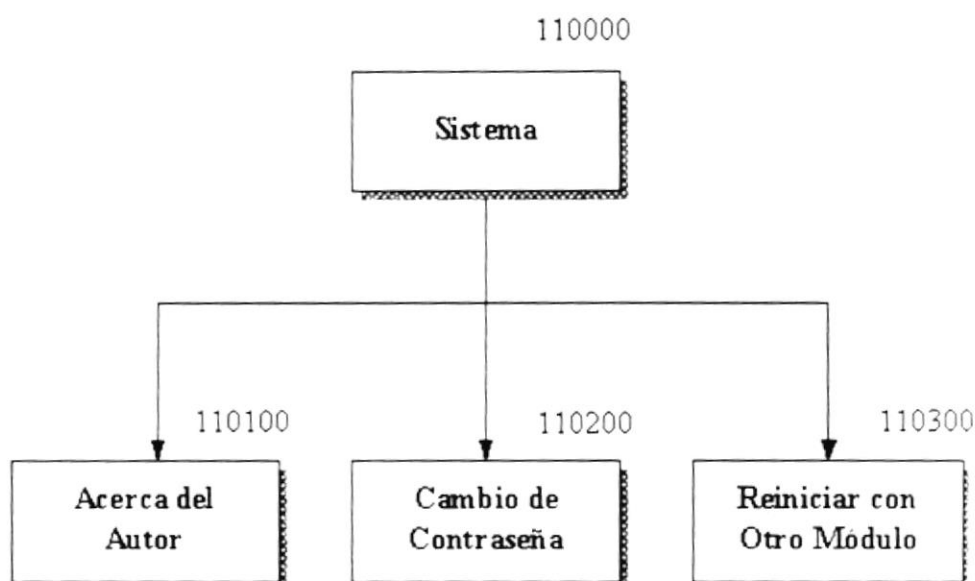 110000
Sistema
110100
110200
110300
Acerca del
Autor
Cambio de
Contraseña
Reiniciar con
Otro Módulo